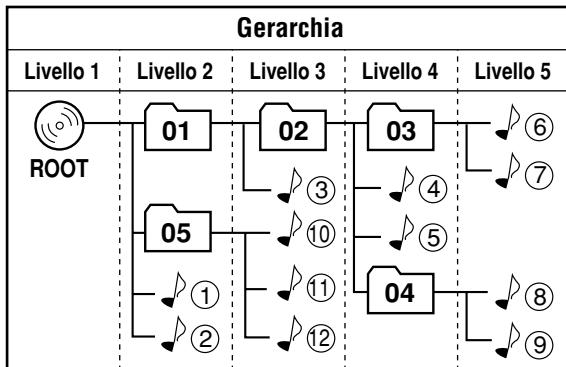 Gerarchia
Livello 1 Livello 2 Livello 3 Livello 4 Livello 5
01 02 03 ⑥
ROOT
③ ④ ⑦
05 ⑩ ⑤
① ⑪ 04 ⑧
② ⑫ ⑨